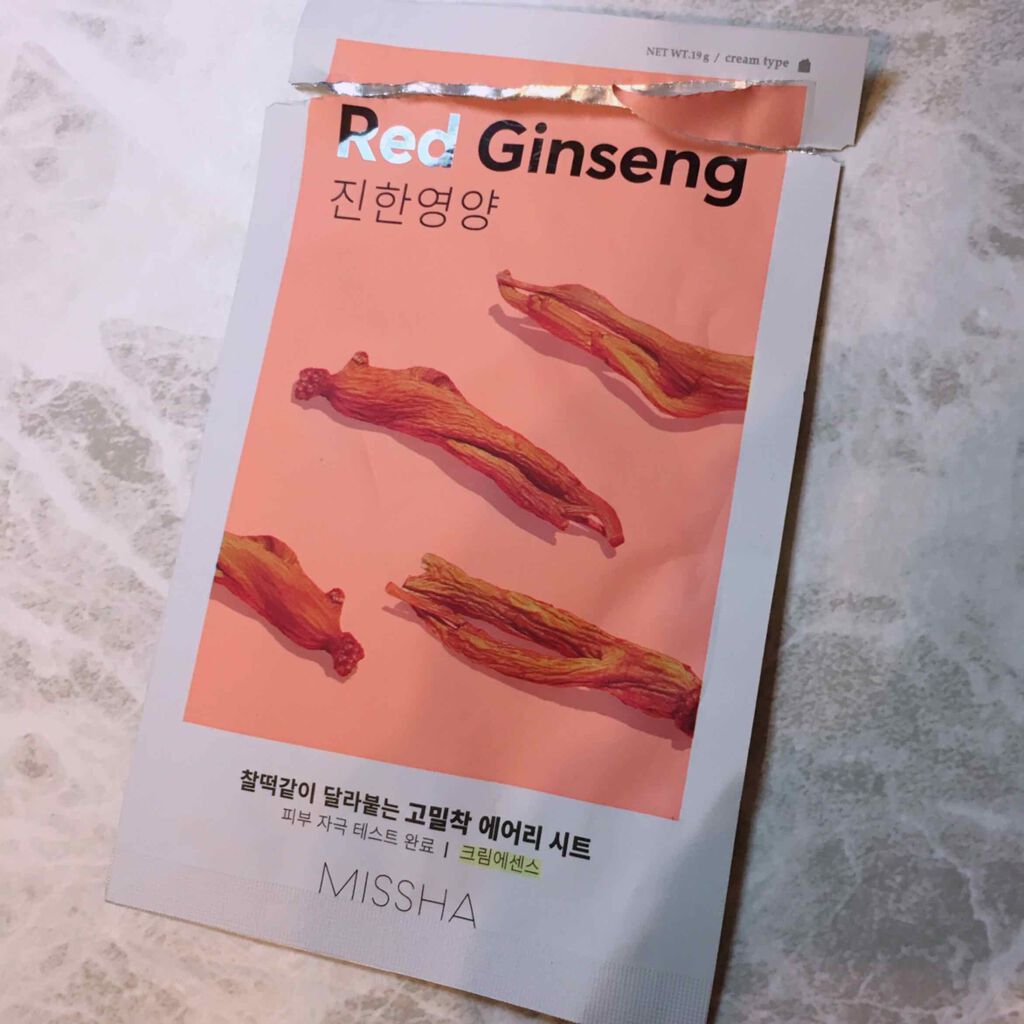 NET WT.19g / cream type
Red Ginseng
진한영양
찰떡같이 달라붙는 고밀착 에어리 시트
피부 자극 테스트 완료 | 크림에센스
MISSHA